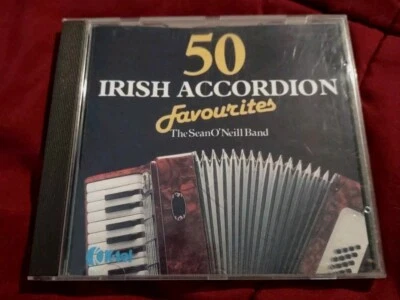 50
IRISH ACCORDION
Favourites
The Sean O'Neill Band